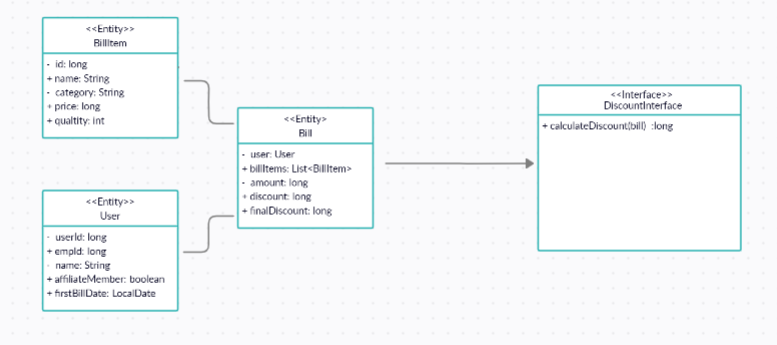 <<Entity>>
BillItem
- id: long
+ name: String
- category: String
+ price: long
+ qualtity: int
<<Entity>>
User
- userId: long
+ empId: long
- name: String
+ affiliateMember: boolean
+ firstBillDate: LocalDate
<<Entity>
Bill
- user: User
+ billItems: List<BillItem>
- amount: long
+ discount: long
+ finalDiscount: long
<<Interface>>
DiscountInterface
+ calculateDiscount(bill) :long